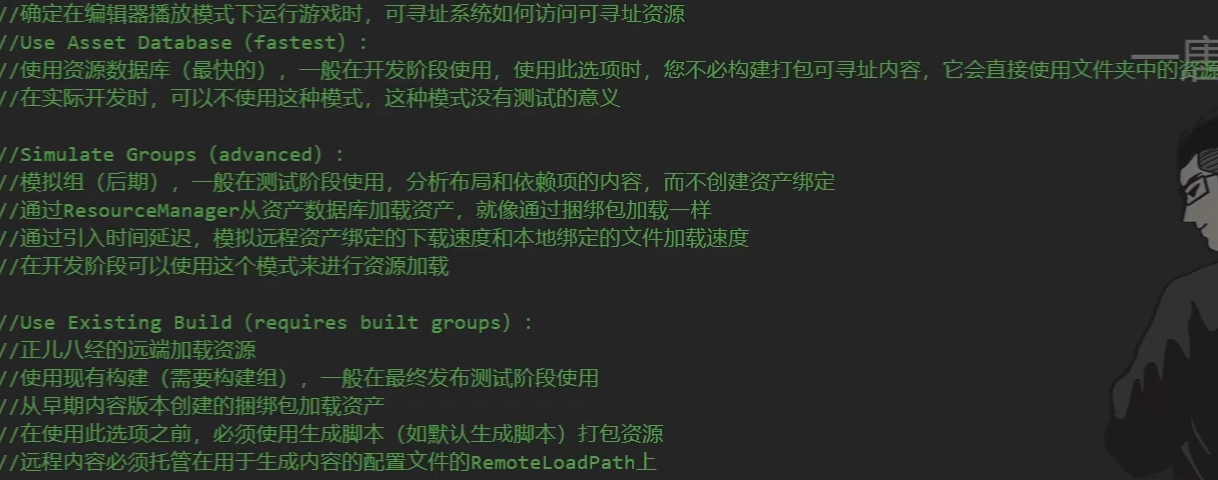 //确定在编辑器播放模式下运行游戏时，可寻址系统如何访问可寻址资源
//Use Asset Database（fastest）：
//使用资源数据库（最快的），一般在开发阶段使用，使用此选项时，您不必构建打包可寻址内容，它会直接使用文件夹中的资源
//在实际开发时，可以不使用这种模式，这种模式没有测试的意义
//Simulate Groups（advanced）：
//模拟组（后期），一般在测试阶段使用，分析布局和依赖项的内容，而不创建资产绑定
//通过ResourceManager从资产数据库加载资产，就像通过捆绑包加载一样
//通过引入时间延迟，模拟远程资产绑定的下载速度和本地绑定的文件加载速度
//在开发阶段可以使用这个模式来进行资源加载
//Use Existing Build（requires built groups）：
//正儿八经的远端加载资源
//使用现有构建（需要构建组），一般在最终发布测试阶段使用
//从早期内容版本创建的捆绑包加载资产
//在使用此选项之前，必须使用生成脚本（如默认生成脚本）打包资源
//远程内容必须托管在用于生成内容的配置文件的RemoteLoadPath上